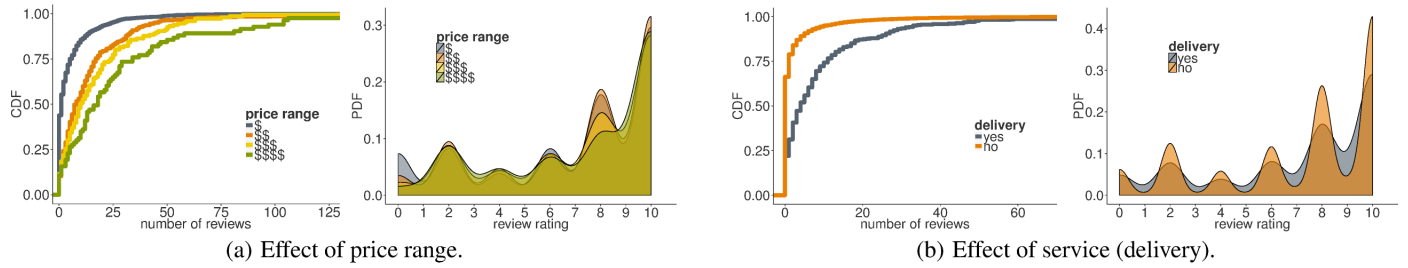 CDF
1.00
0.75
0.50
0.25
0.00
price range
$
$$
$$$
$$$$
0 25 50 75 100 125
number of reviews
PDF
0.3
0.2
0.1
0.0
price range
$
$$
$$$
$$$$
0 1 2 3 4 5 6 7 8 9 10
review rating
(a) Effect of price range.
CDF
1.00
0.75
0.50
0.25
0.00
delivery
yes
no
0 20 40 60
number of reviews
PDF
0.4
0.3
0.2
0.1
0.0
delivery
yes
no
0 1 2 3 4 5 6 7 8 9 10
review rating
(b) Effect of service (delivery).